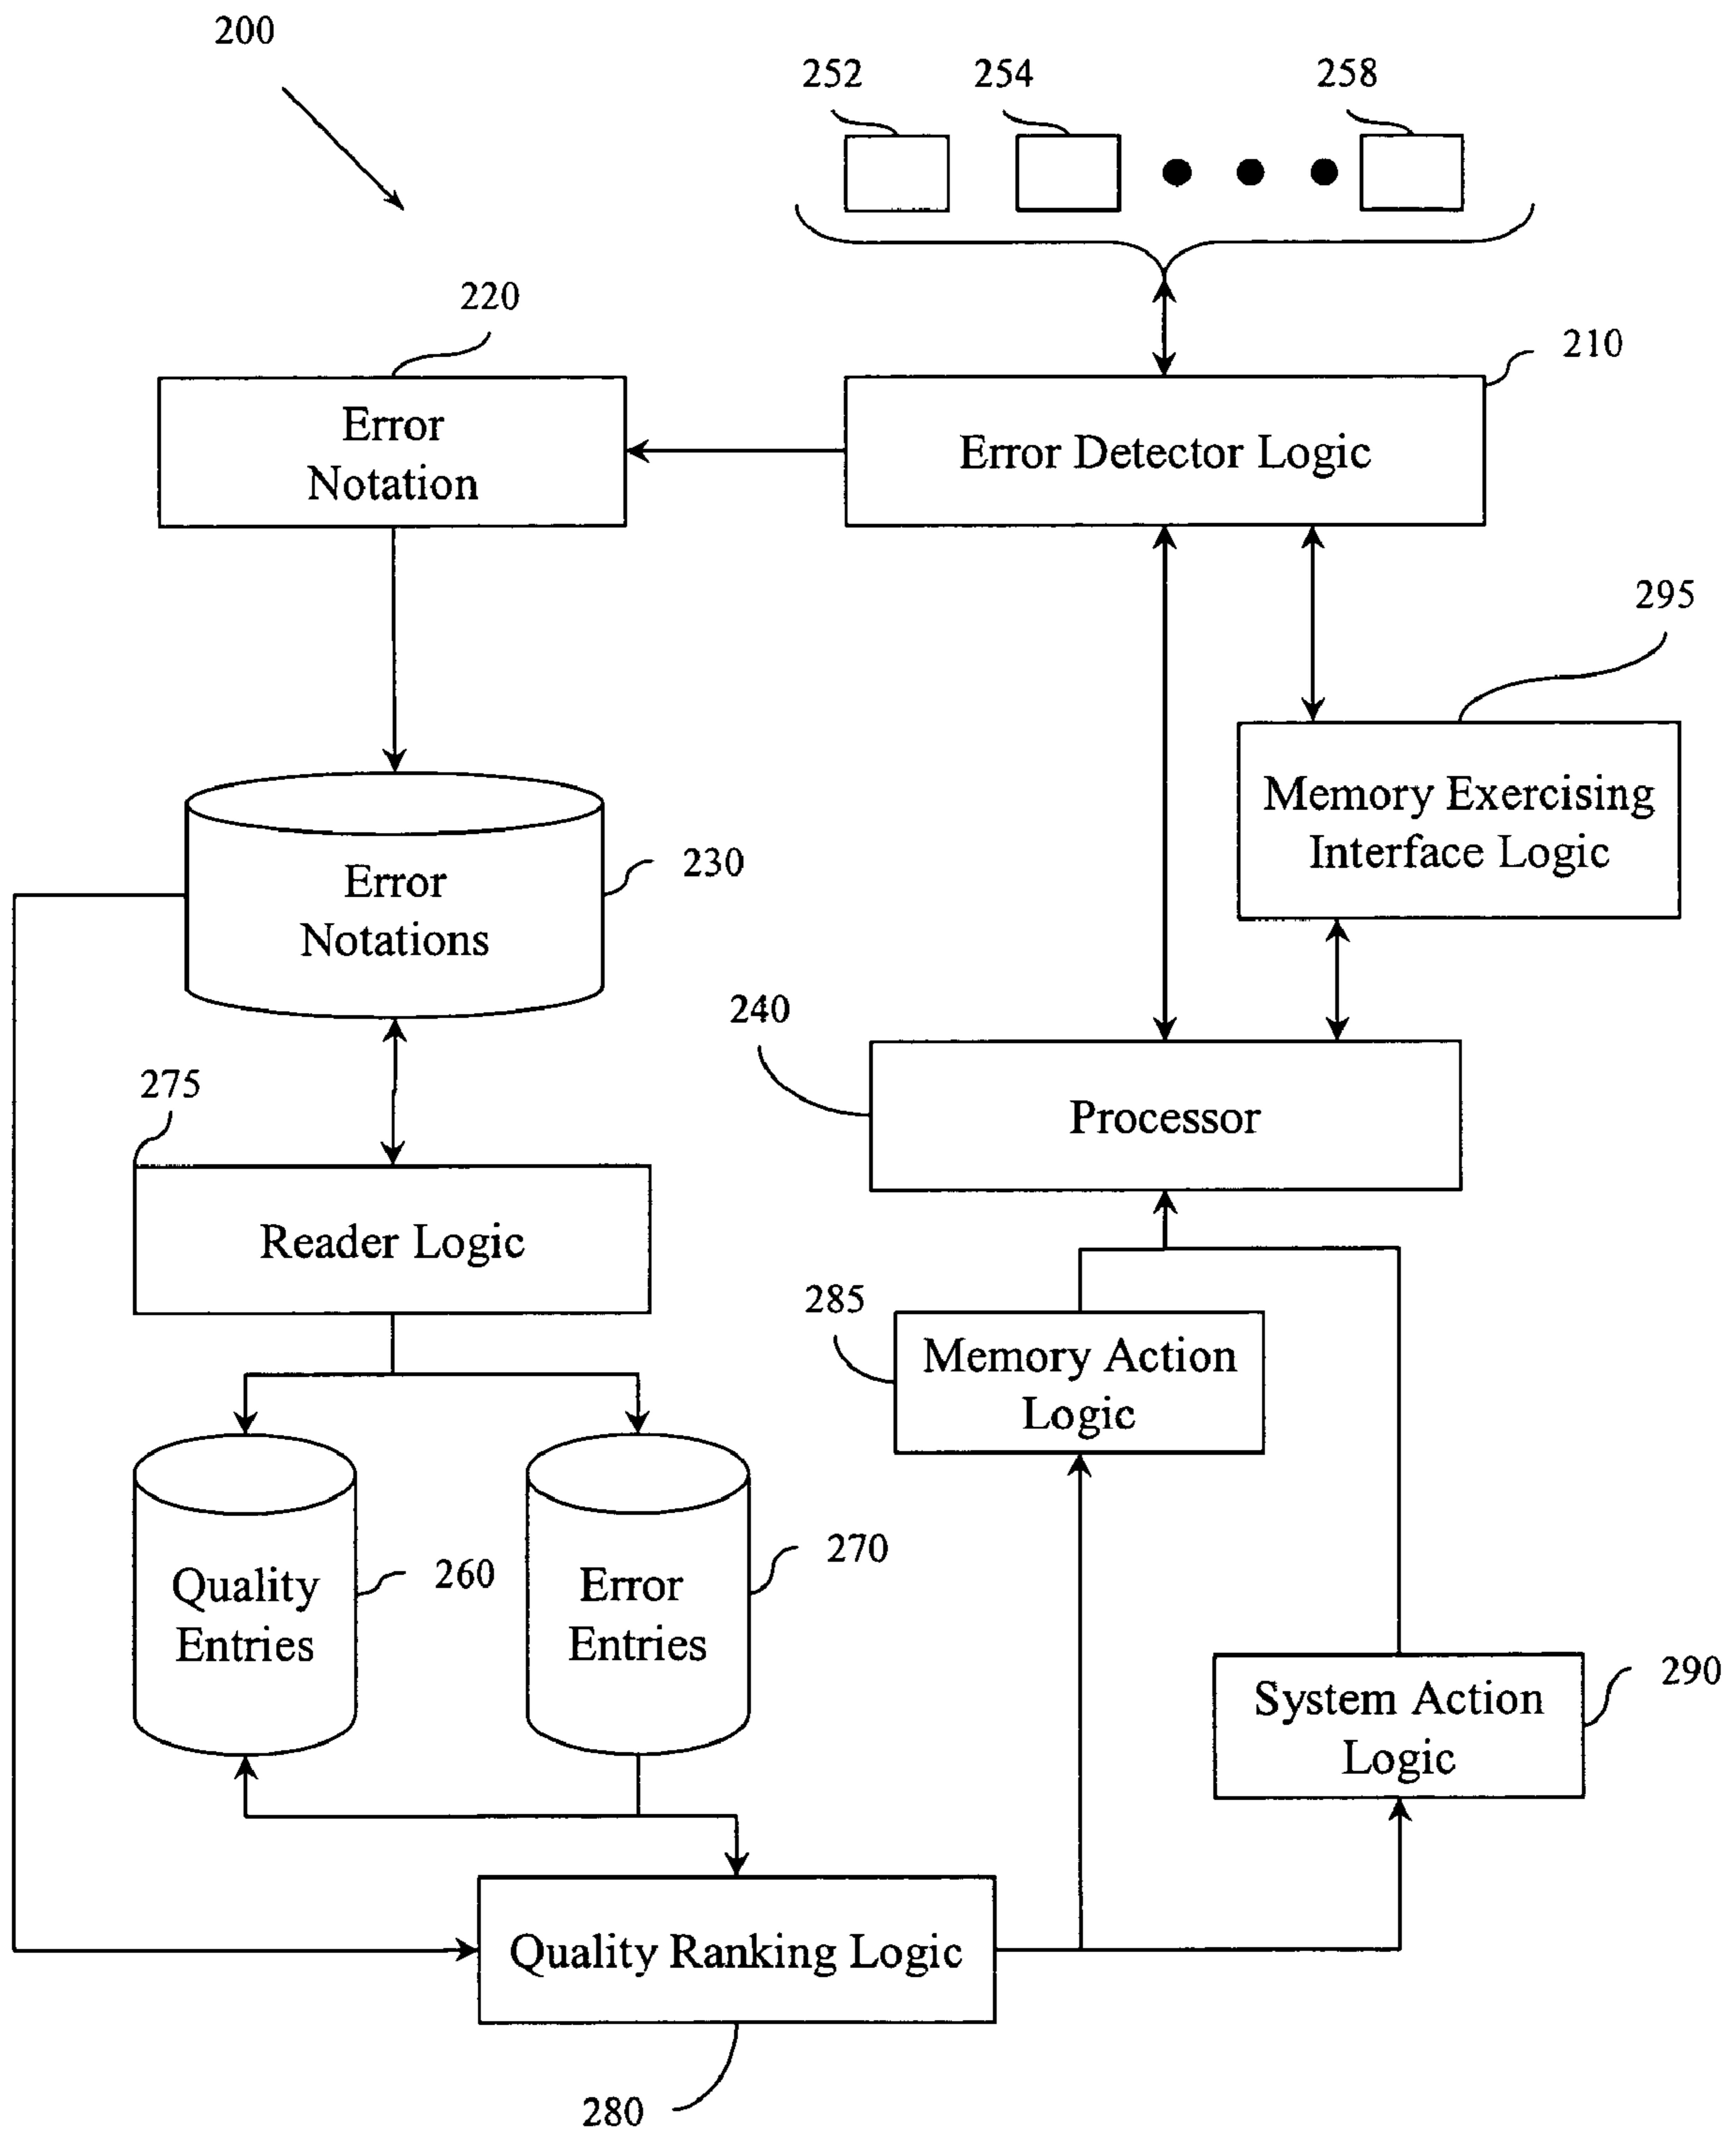 200
252
254
258
220
210
Error
Notation
Error Detector Logic
295
Memory Exercising
Interface Logic
230
Error
Notations
240
275
Processor
Reader Logic
285
Memory Action
Logic
270
260
Quality
Entries
Error
Entries
290
System Action
Logic
Quality Ranking Logic
280